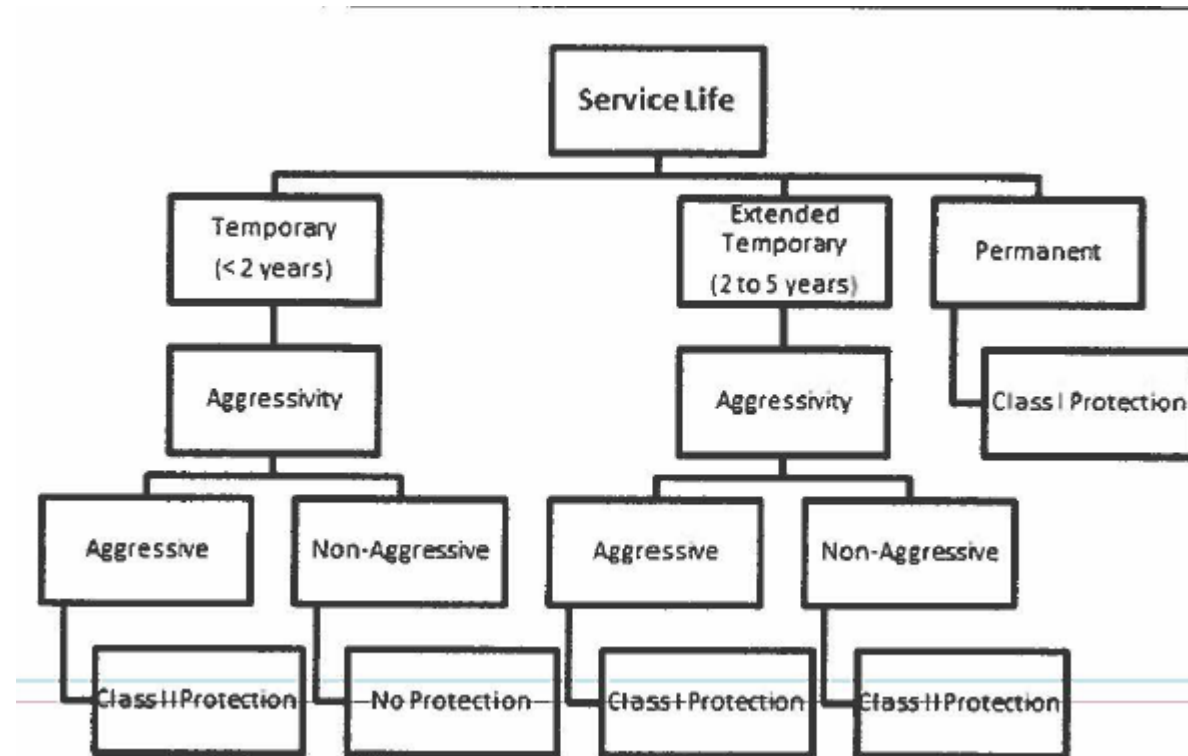 Service Life
Temporary
(< 2 years)
Extended
Temporary
(2 to 5 years)
Permanent
Aggressivity
Aggressivity
Class I Protection
Aggressive
Non-Aggressive
Aggressive
Non-Aggressive
Class II Protection
No Protection
Class I Protection
Class II Protection